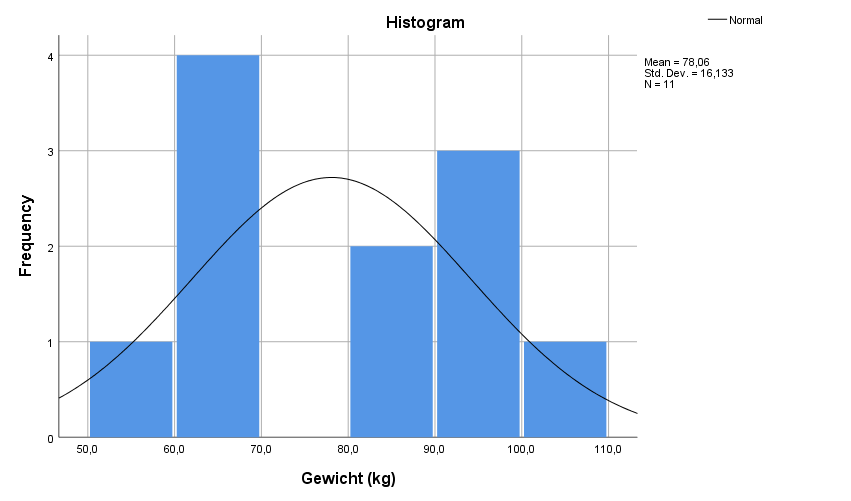 Histogram
Normal
Mean = 78,06
Std. Dev. = 16,133
N = 11
4
3
2
1
0
Frequency
50,0 60,0 70,0 80,0 90,0 100,0 110,0
Gewicht (kg)